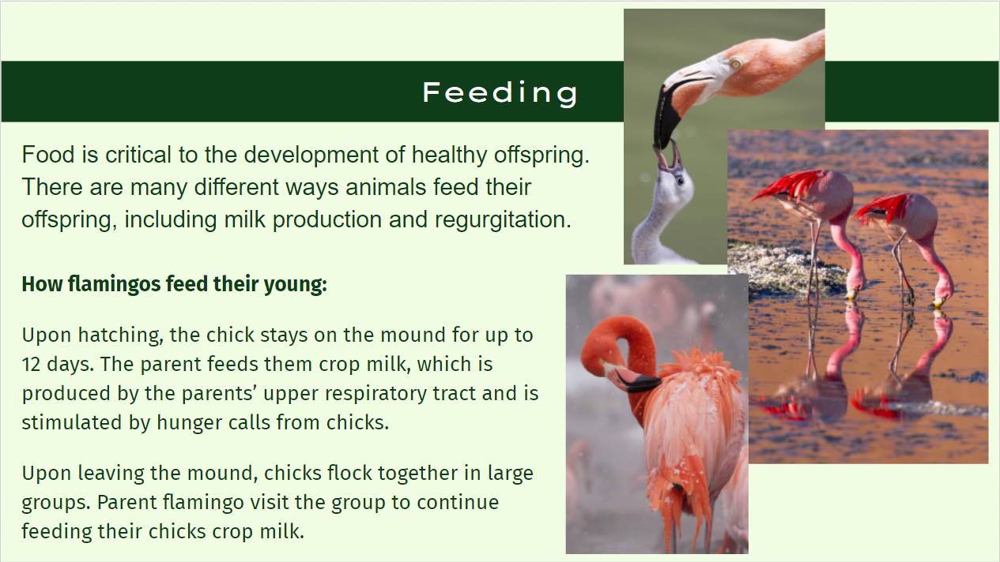 Feeding
Food is critical to the development of healthy offspring.
There are many different ways animals feed their
offspring, including milk production and regurgitation.
How flamingos feed their young:
Upon hatching, the chick stays on the mound for up to
12 days. The parent feeds them crop milk, which is
produced by the parents’ upper respiratory tract and is
stimulated by hunger calls from chicks.
Upon leaving the mound, chicks flock together in large
groups. Parent flamingo visit the group to continue
feeding their chicks crop milk.